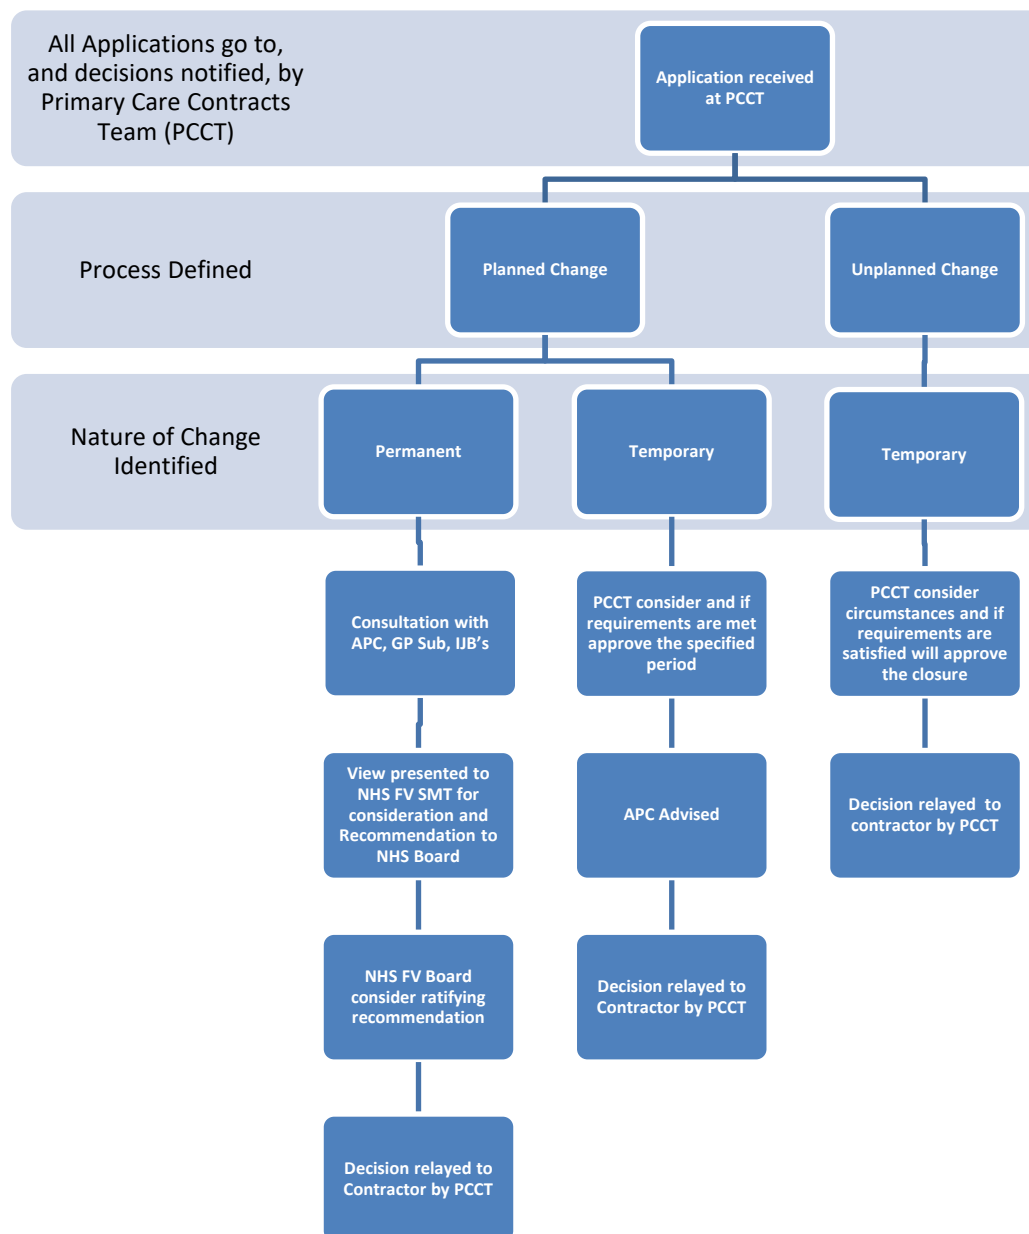 All Applications go to,
and decisions notified, by
Primary Care Contracts
Team (PCCT)
Application received
at PCCT
Process Defined
Planned Change
Unplanned Change
Nature of Change
Identified
Permanent
Temporary
Temporary
Consultation with
APC, GP Sub, IJB’s
PCCT consider and if
requirements are met
approve the specified
period
PCCT consider
circumstances and if
requirements are
satisfied will approve
the closure
View presented to
NHS FV SMT for
consideration and
Recommendation to
NHS Board
APC Advised
Decision relayed to
contractor by PCCT
NHS FV Board
consider ratifying
recommendation
Decision relayed to
Contractor by PCCT
Decision relayed to
Contractor by PCCT